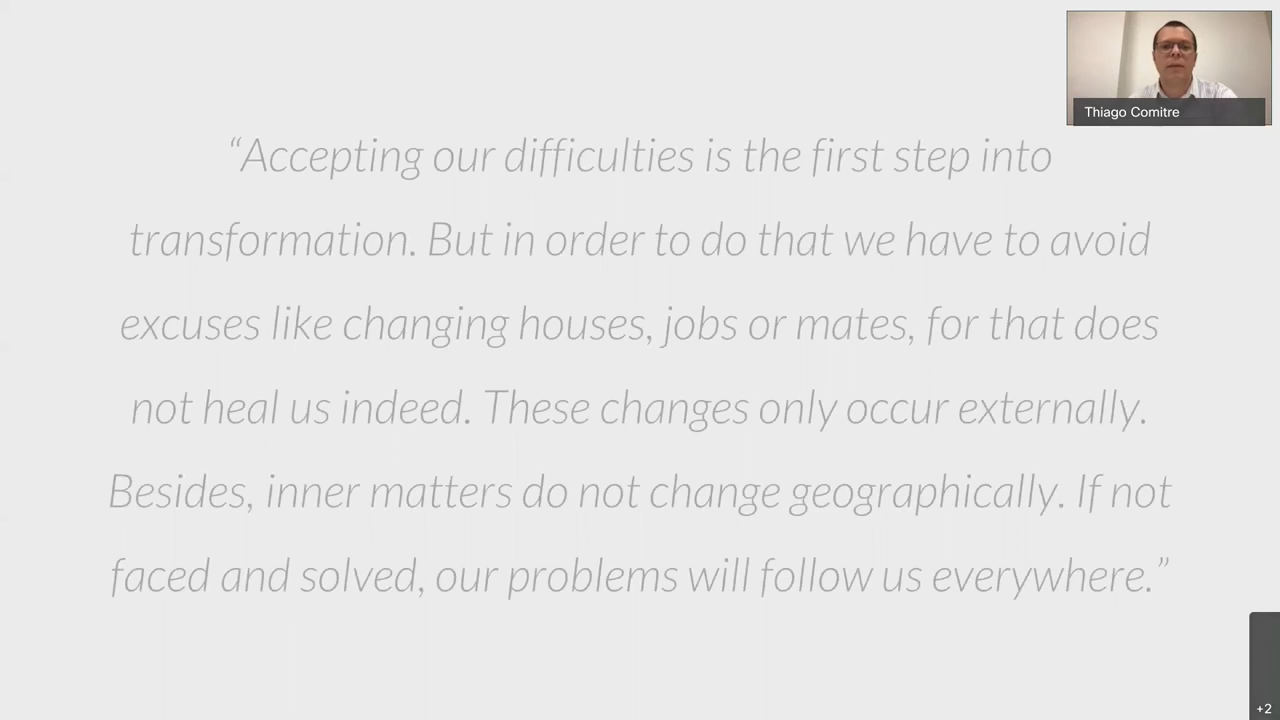 Thiago Comitre
“Accepting our difficulties is the first step into
transformation. But in order to do that we have to avoid
excuses like changing houses, jobs or mates, for that does
not heal us indeed. These changes only occur externally.
Besides, inner matters do not change geographically. If not
faced and solved, our problems will follow us everywhere.”
+2